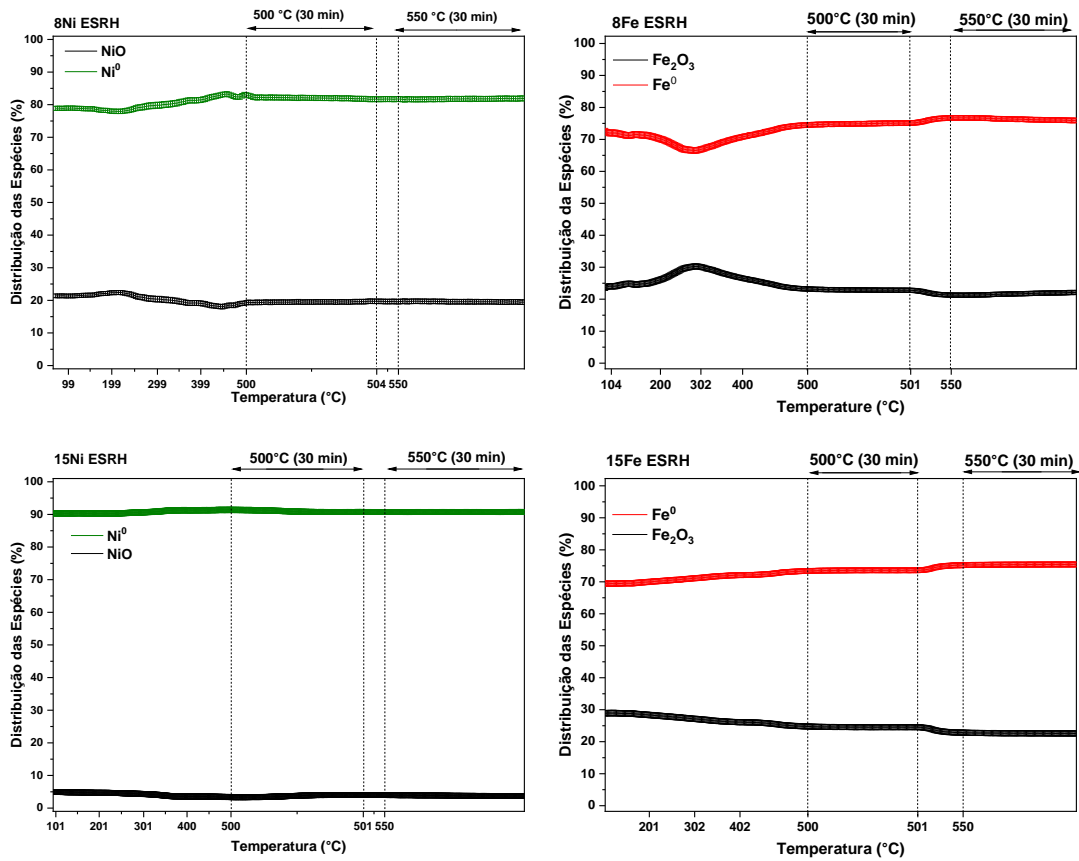 8Ni ESRH
500 °C (30 min)
550 °C (30 min)
NiO
Ni⁰
Distribuição das Espécies (%)
100
90
80
70
60
50
40
30
20
10
0
99 199 299 399 500 504 550
Temperatura (°C)
8Fe ESRH
500°C (30 min)
550°C (30 min)
Fe₂O₃
Fe⁰
Distribuição da Espécies (%)
100
90
80
70
60
50
40
30
20
10
0
104 200 302 400 500 501 550
Temperature (°C)
15Ni ESRH
500°C (30 min)
550°C (30 min)
Ni⁰
NiO
Distribuição das Espécies (%)
100
90
80
70
60
50
40
30
20
10
0
101 201 301 400 500 501 550
Temperatura (°C)
15Fe ESRH
500°C (30 min)
550°C (30 min)
Fe⁰
Fe₂O₃
Distribuição das Espécies (%)
100
90
80
70
60
50
40
30
20
10
0
201 302 402 500 501 550
Temperatura (°C)